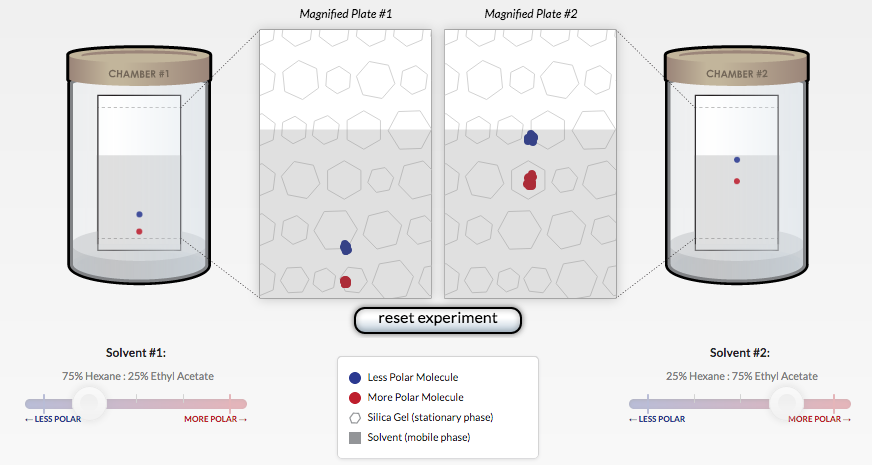 Magnified Plate #1
Magnified Plate #2
CHAMBER #1
CHAMBER #2
reset experiment
Solvent #1:
75% Hexane : 25% Ethyl Acetate
← LESS POLAR
MORE POLAR →
Less Polar Molecule
More Polar Molecule
Silica Gel (stationary phase)
Solvent (mobile phase)
Solvent #2:
25% Hexane : 75% Ethyl Acetate
← LESS POLAR
MORE POLAR →